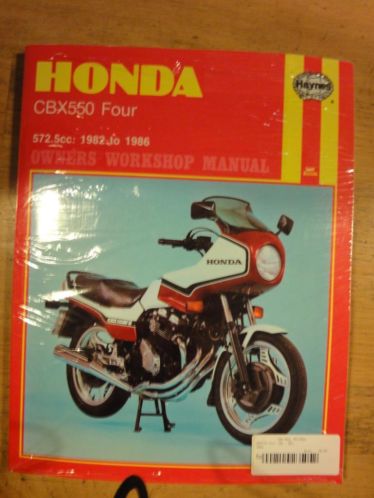 HONDA
Haynes
CBX550 Four
572.5cc: 1982 to 1986
OWNERS WORKSHOP MANUAL
HONDA